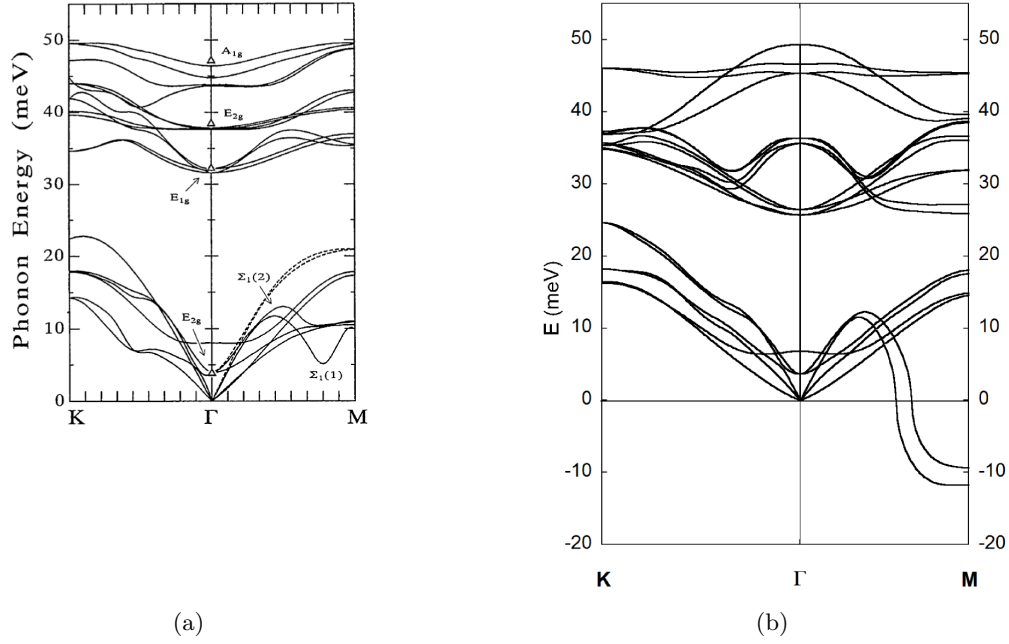 Phonon Energy (meV)
50
40
30
20
10
0
A1g
E2g
E1g
Σ1(2)
E2g
Σ1(1)
K Γ M
(a)
E (meV)
50 50
40 40
30 30
20 20
10 10
0 0
-10 -10
-20 -20
K Γ M
(b)